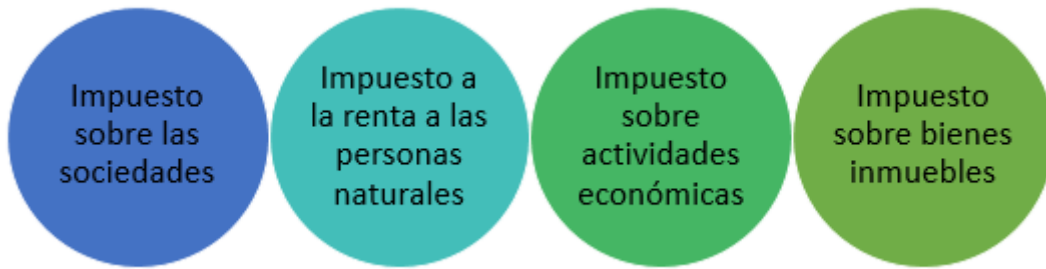 Impuesto
sobre las
sociedades
Impuesto a
la renta a las
personas
naturales
Impuesto
sobre
actividades
económicas
Impuesto
sobre bienes
inmuebles